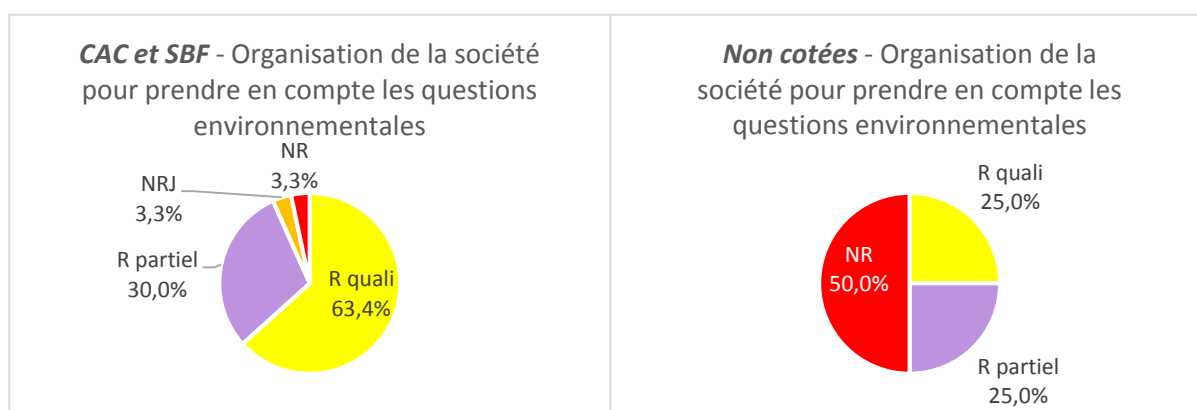 CAC et SBF - Organisation de la société
pour prendre en compte les questions
environnementales
NR
3,3%
NRJ
3,3%
R partiel
30,0%
R quali
63,4%
Non cotées - Organisation de la
société pour prendre en compte les
questions environnementales
R quali
25,0%
NR
50,0%
R partiel
25,0%